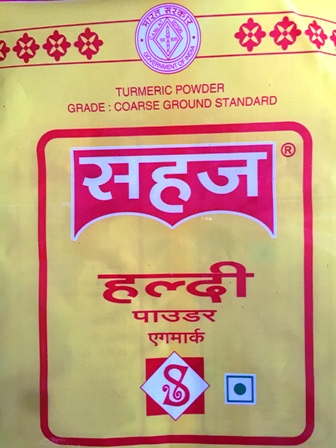 भारत सरकार
GOVERNMENT OF INDIA
TURMERIC POWDER
GRADE : COARSE GROUND STANDARD
सहज ®
हल्दी
पाउडर
एगमार्क
S